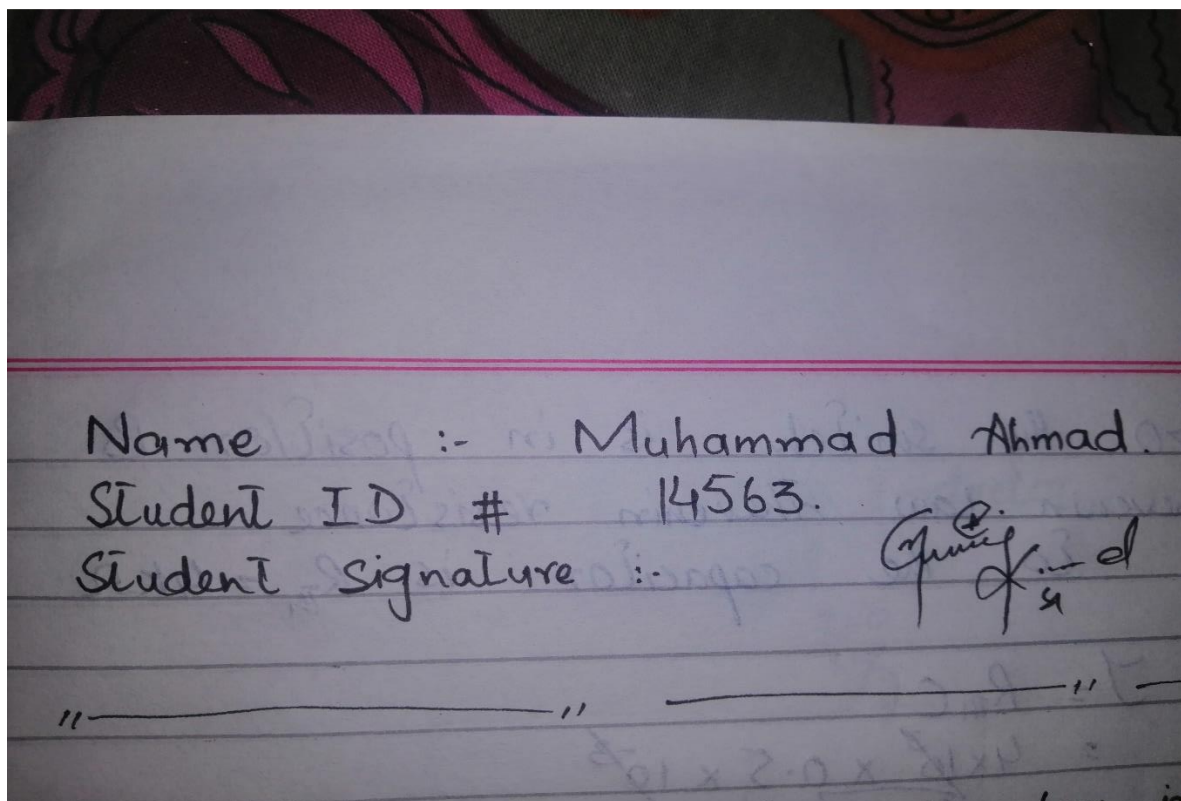 Name :- Muhammad Ahmad.
Student ID # 14563.
Student signature :-